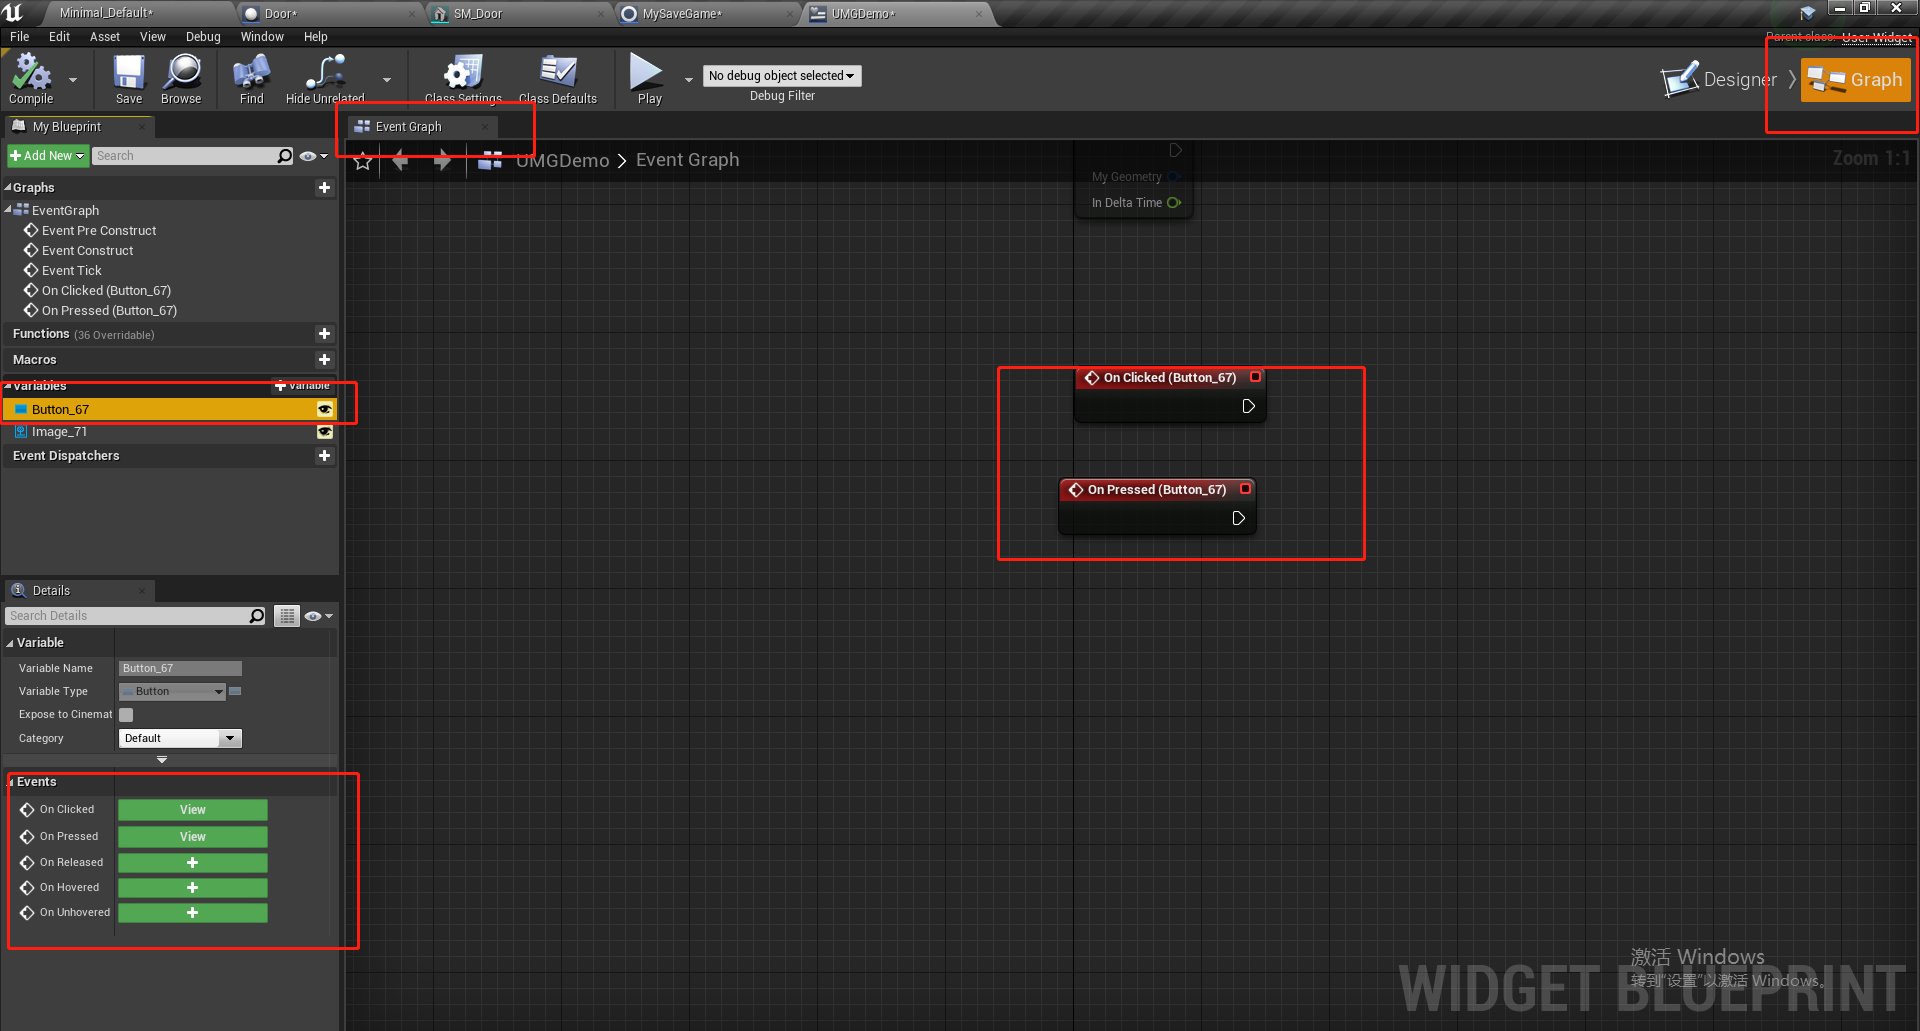 Minimal_Default*
Door*
SM_Door
MySaveGame*
UMGDemo*
File Edit Asset View Debug Window Help
Parent class: User Widget
Compile
Save
Browse
Find
Hide Unrelated
Class Settings
Class Defaults
Play
No debug object selected
Debug Filter
Designer
Graph
My Blueprint
Event Graph
Add New
Search
UMGDemo > Event Graph
Zoom 1:1
Graphs
EventGraph
Event Pre Construct
Event Construct
Event Tick
On Clicked (Button_67)
On Pressed (Button_67)
Functions (36 Overridable)
Macros
Variables
+ Variable
Button_67
Image_71
Event Dispatchers
My Geometry
In Delta Time
On Clicked (Button_67)
On Pressed (Button_67)
Details
Search Details
Variable
Variable Name Button_67
Variable Type Button
Expose to Cinemat
Category Default
Events
On Clicked View
On Pressed View
On Released +
On Hovered +
On Unhovered +
激活 Windows
转到"设置"以激活 Windows。
WIDGET BLUEPRINT